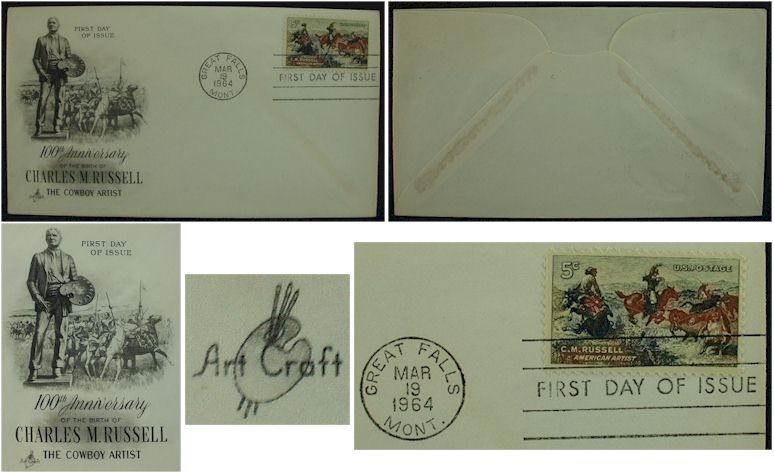 FIRST DAY
OF ISSUE
100th Anniversary
OF THE BIRTH OF
CHARLES M. RUSSELL
THE COWBOY ARTIST
GREAT FALLS
MAR
19
1964
MONT.
5c
FIRST DAY OF ISSUE
C.M. RUSSELL
AMERICAN ARTIST
FIRST DAY
OF ISSUE
100th Anniversary
OF THE BIRTH OF
CHARLES M. RUSSELL
THE COWBOY ARTIST
Art Craft
5c U.S. POSTAGE
C.M. RUSSELL
AMERICAN ARTIST
GREAT FALLS
MAR
19
1964
MONT.
FIRST DAY OF ISSUE